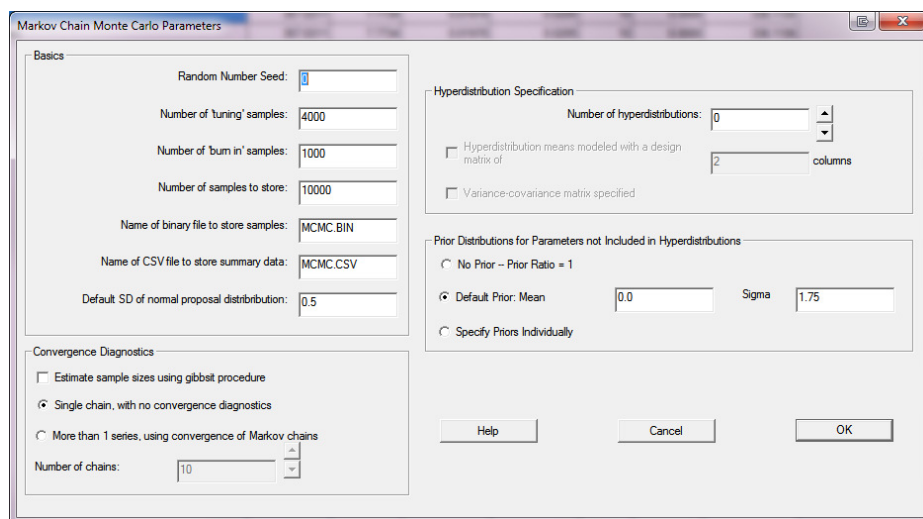 Markov Chain Monte Carlo Parameters
Basics
Random Number Seed: 0
Number of 'tuning' samples: 4000
Number of 'burn in' samples: 1000
Number of samples to store: 10000
Name of binary file to store samples: MCMC.BIN
Name of CSV file to store summary data: MCMC.CSV
Default SD of normal proposal distribribution: 0.5
Convergence Diagnostics
Estimate sample sizes using gibbsit procedure
Single chain, with no convergence diagnostics
More than 1 series, using convergence of Markov chains
Number of chains: 10
Hyperdistribution Specification
Number of hyperdistributions: 0
Hyperdistribution means modeled with a design
matrix of 2 columns
Variance-covariance matrix specified
Prior Distributions for Parameters not Included in Hyperdistributions
No Prior -- Prior Ratio = 1
Default Prior: Mean 0.0 Sigma 1.75
Specify Priors Individually
Help Cancel OK